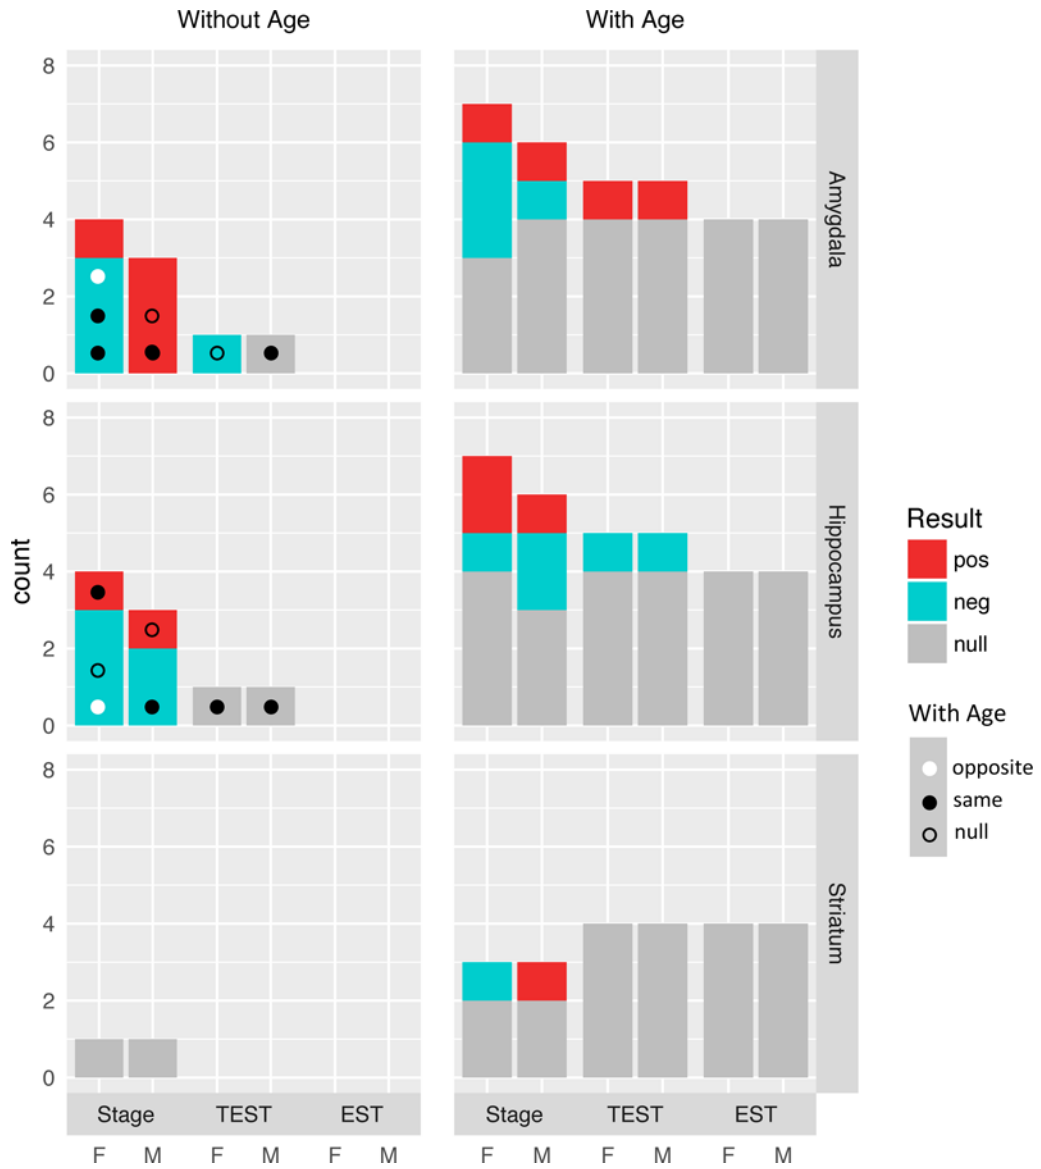 Without Age
With Age
8
6
4
2
0
Amygdala
8
6
4
2
0
Hippocampus
count
8
6
4
2
0
Striatum
Result
pos
neg
null
With Age
opposite
same
null
Stage TEST EST
Stage TEST EST
F M F M F M
F M F M F M